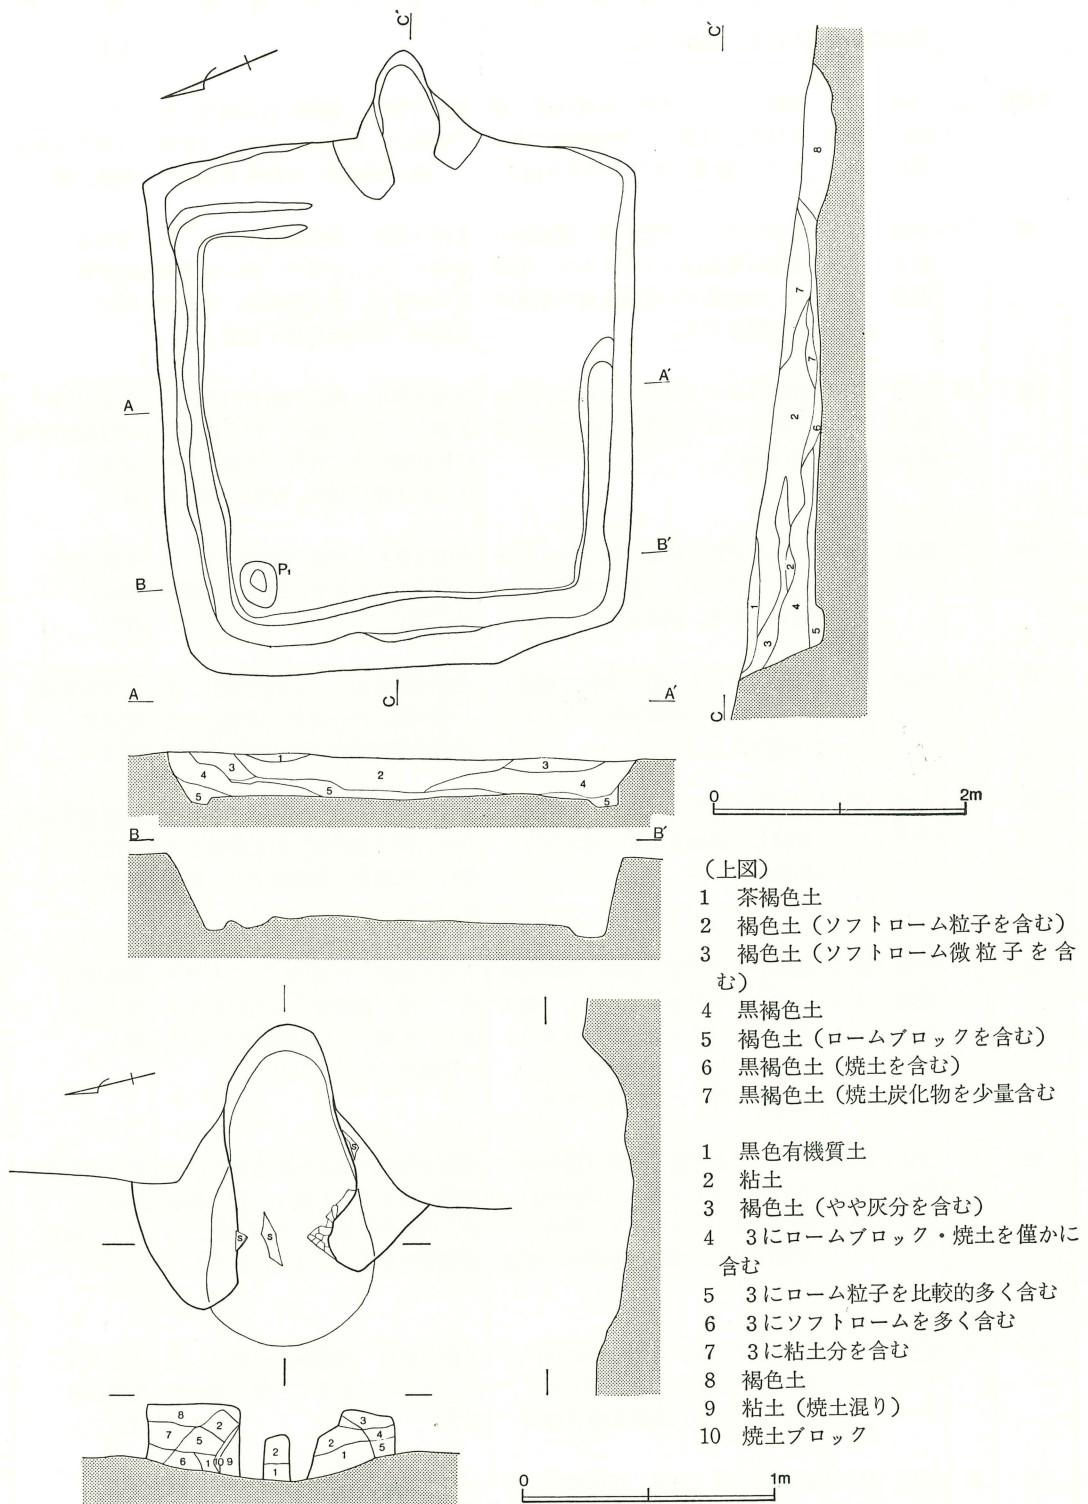 C′
C′
8
7
7
2
6
2
1
4
3
5
A
A′
B
B′
P₁
C
C
A
A′
1
3
2
3
4
4
5
5
5
0
2m
B
B′
(上図)
1 茶褐色土
2 褐色土(ソフトローム粒子を含む)
3 褐色土(ソフトローム微粒子を含
む)
4 黒褐色土
5 褐色土(ロームブロックを含む)
6 黒褐色土(焼土を含む)
7 黒褐色土(焼土炭化物を少量含む
1 黒色有機質土
2 粘土
3 褐色土(やや灰分を含む)
4 3にロームブロック・焼土を僅かに
含む
5 3にローム粒子を比較的多く含む
6 3にソフトロームを多く含む
7 3に粘土分を含む
8 褐色土
9 粘土(焼土混り)
10 焼土ブロック
S
S
S
8
2
7
5
6
1
10
9
2
1
3
4
2
5
1
0
1m